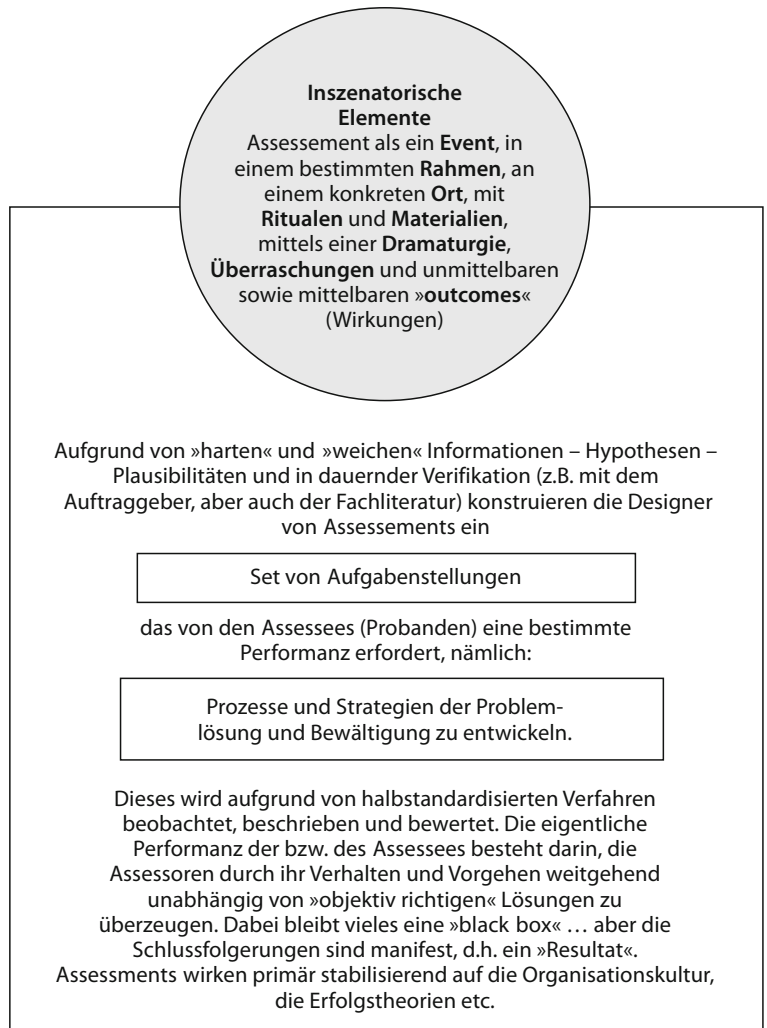 Inszenatorische
Elemente
Assessement als ein Event, in
einem bestimmten Rahmen, an
einem konkreten Ort, mit
Ritualen und Materialien,
mittels einer Dramaturgie,
Überraschungen und unmittelbaren
sowie mittelbaren »outcomes«
(Wirkungen)
Aufgrund von »harten« und »weichen« Informationen – Hypothesen –
Plausibilitäten und in dauernder Verifikation (z.B. mit dem
Auftraggeber, aber auch der Fachliteratur) konstruieren die Designer
von Assessements ein
Set von Aufgabenstellungen
das von den Assessees (Probanden) eine bestimmte
Performanz erfordert, nämlich:
Prozesse und Strategien der Problem-
lösung und Bewältigung zu entwickeln.
Dieses wird aufgrund von halbstandardisierten Verfahren
beobachtet, beschrieben und bewertet. Die eigentliche
Performanz der bzw. des Assessees besteht darin, die
Assessoren durch ihr Verhalten und Vorgehen weitgehend
unabhängig von »objektiv richtigen« Lösungen zu
überzeugen. Dabei bleibt vieles eine »black box« … aber die
Schlussfolgerungen sind manifest, d.h. ein »Resultat«.
Assessments wirken primär stabilisierend auf die Organisationskultur,
die Erfolgstheorien etc.